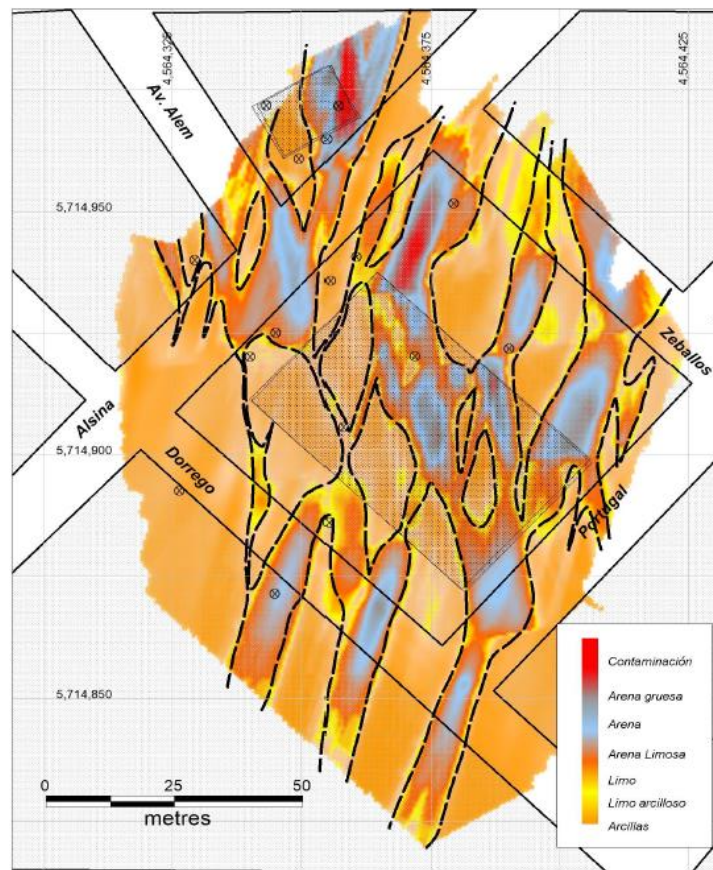 4,564,325
4,564,375
4,564,425
Av. Alem
5,714,950
Zeballos
Alsina
5,714,900
Dorrego
Portugal
5,714,850
Contaminación
Arena gruesa
Arena
Arena Limosa
Limo
Limo arcilloso
Arcillas
0 25 50
metres